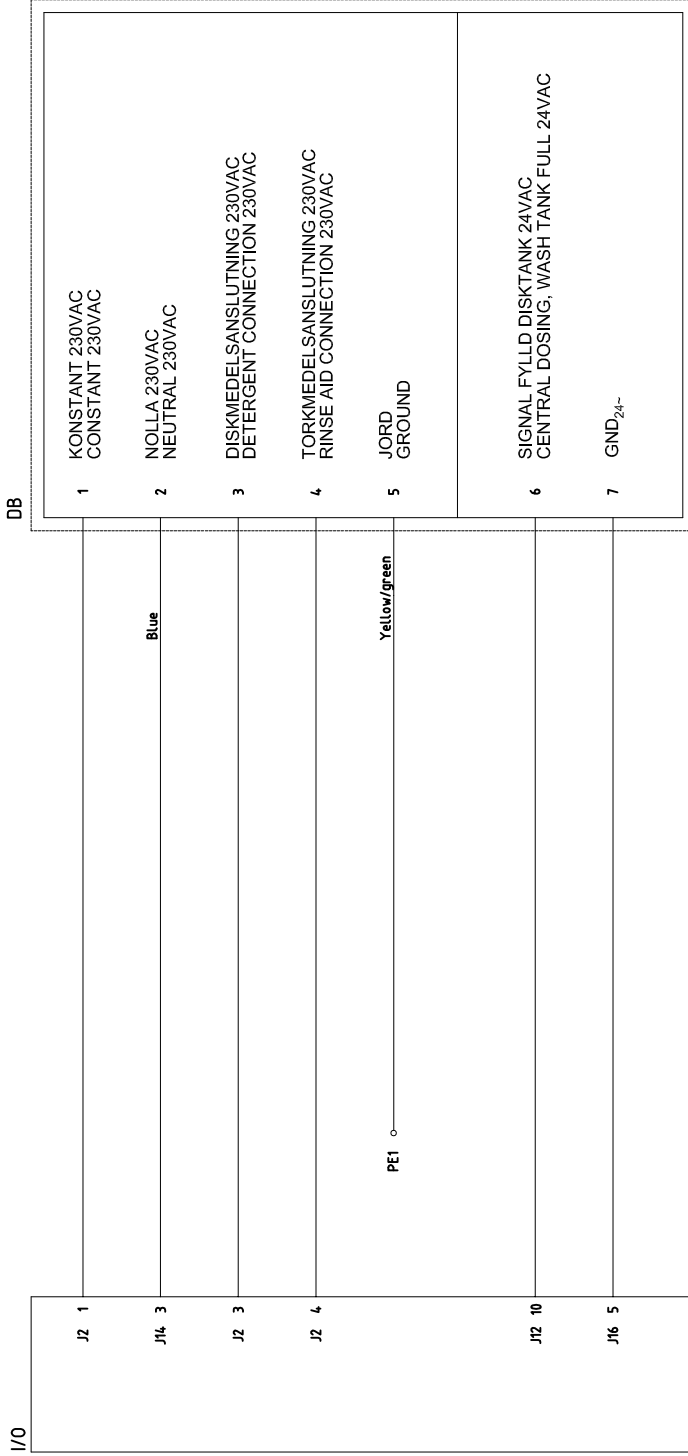 I/O
DB
J2 1
1
KONSTANT 230VAC
CONSTANT 230VAC
J14 3
Blue
2
NOLLA 230VAC
NEUTRAL 230VAC
J2 3
3
DISKMEDELSANSLUTNING 230VAC
DETERGENT CONNECTION 230VAC
J2 4
4
TORKMEDELSANSLUTNING 230VAC
RINSE AID CONNECTION 230VAC
PE1
Yellow/green
5
JORD
GROUND
J12 10
6
SIGNAL FYLLD DISKTANK 24VAC
CENTRAL DOSING, WASH TANK FULL 24VAC
J16 5
7
GND24~